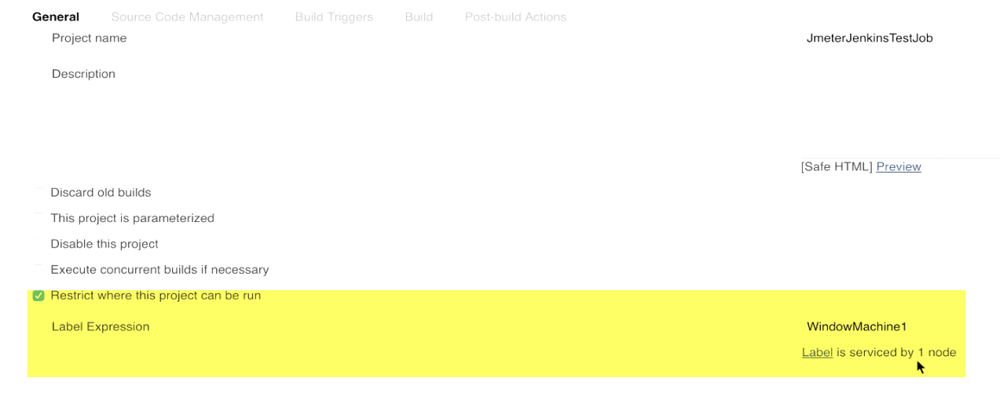 General Source Code Management Build Triggers Build Post-build Actions
Project name JmeterJenkinsTestJob
Description
[Safe HTML] Preview
Discard old builds
This project is parameterized
Disable this project
Execute concurrent builds if necessary
Restrict where this project can be run
Label Expression WindowMachine1
Label is serviced by 1 node